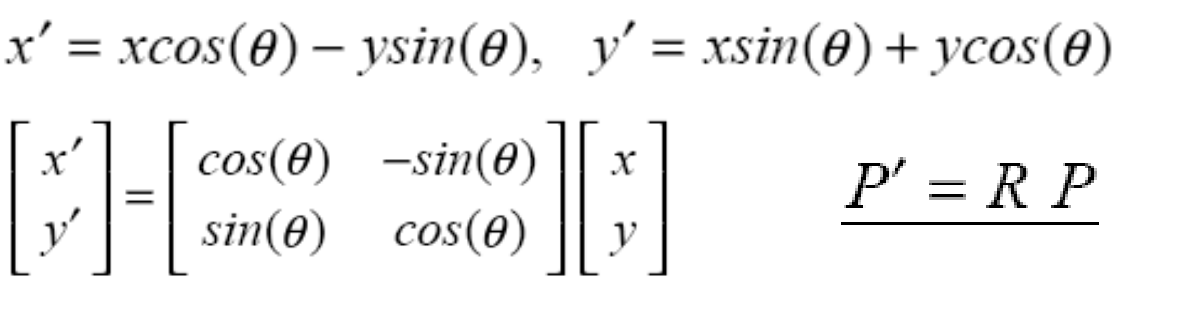 x′ = xcos(θ) − ysin(θ), y′ = xsin(θ) + ycos(θ)
[x′ y′] = [cos(θ) −sin(θ) sin(θ) cos(θ)] [x y]
P′ = R P